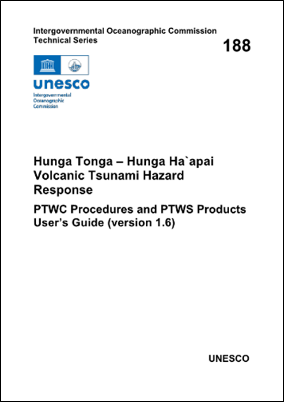 Intergovernmental Oceanographic Commission
Technical Series
188
unesco
Intergovernmental
Oceanographic
Commission
Hunga Tonga – Hunga Ha`apai
Volcanic Tsunami Hazard
Response
PTWC Procedures and PTWS Products
User's Guide (version 1.6)
UNESCO